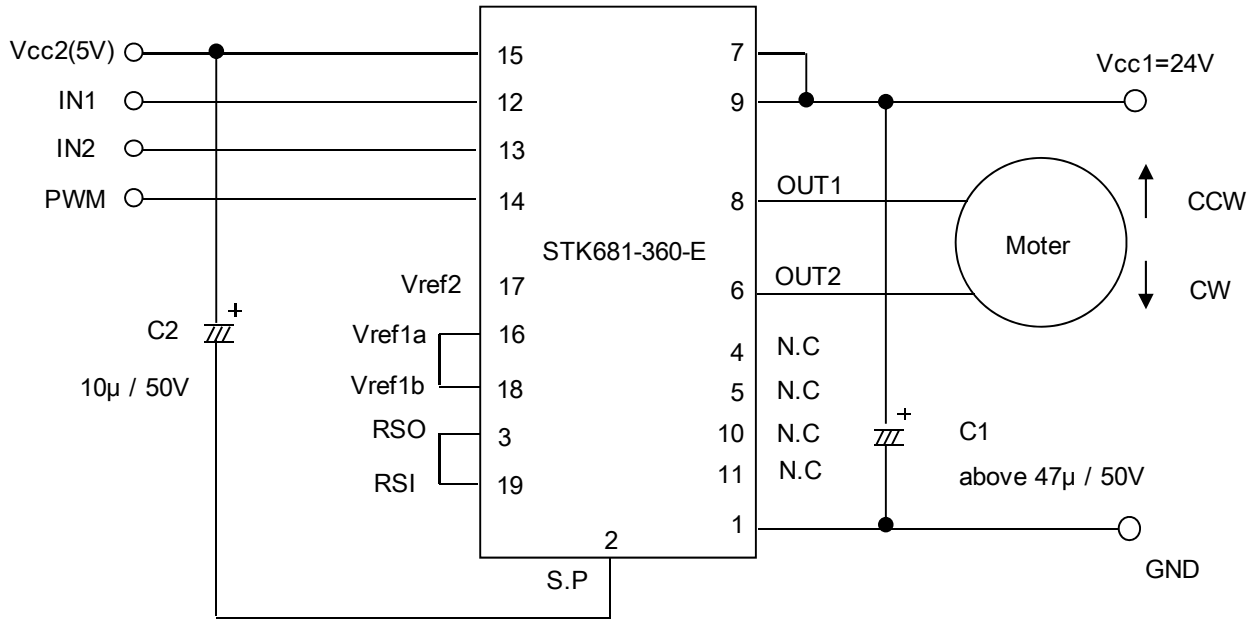 Vcc2(5V)
IN1
IN2
PWM
15
12
13
14
STK681-360-E
Vref2
17
Vref1a
16
Vref1b
18
RSO
3
RSI
19
2
S.P
C2
+
10μ / 50V
7
9
8
OUT1
6
OUT2
4
N.C
5
N.C
10
N.C
11
N.C
1
Vcc1=24V
Moter
CCW
CW
+
C1
above 47μ / 50V
GND